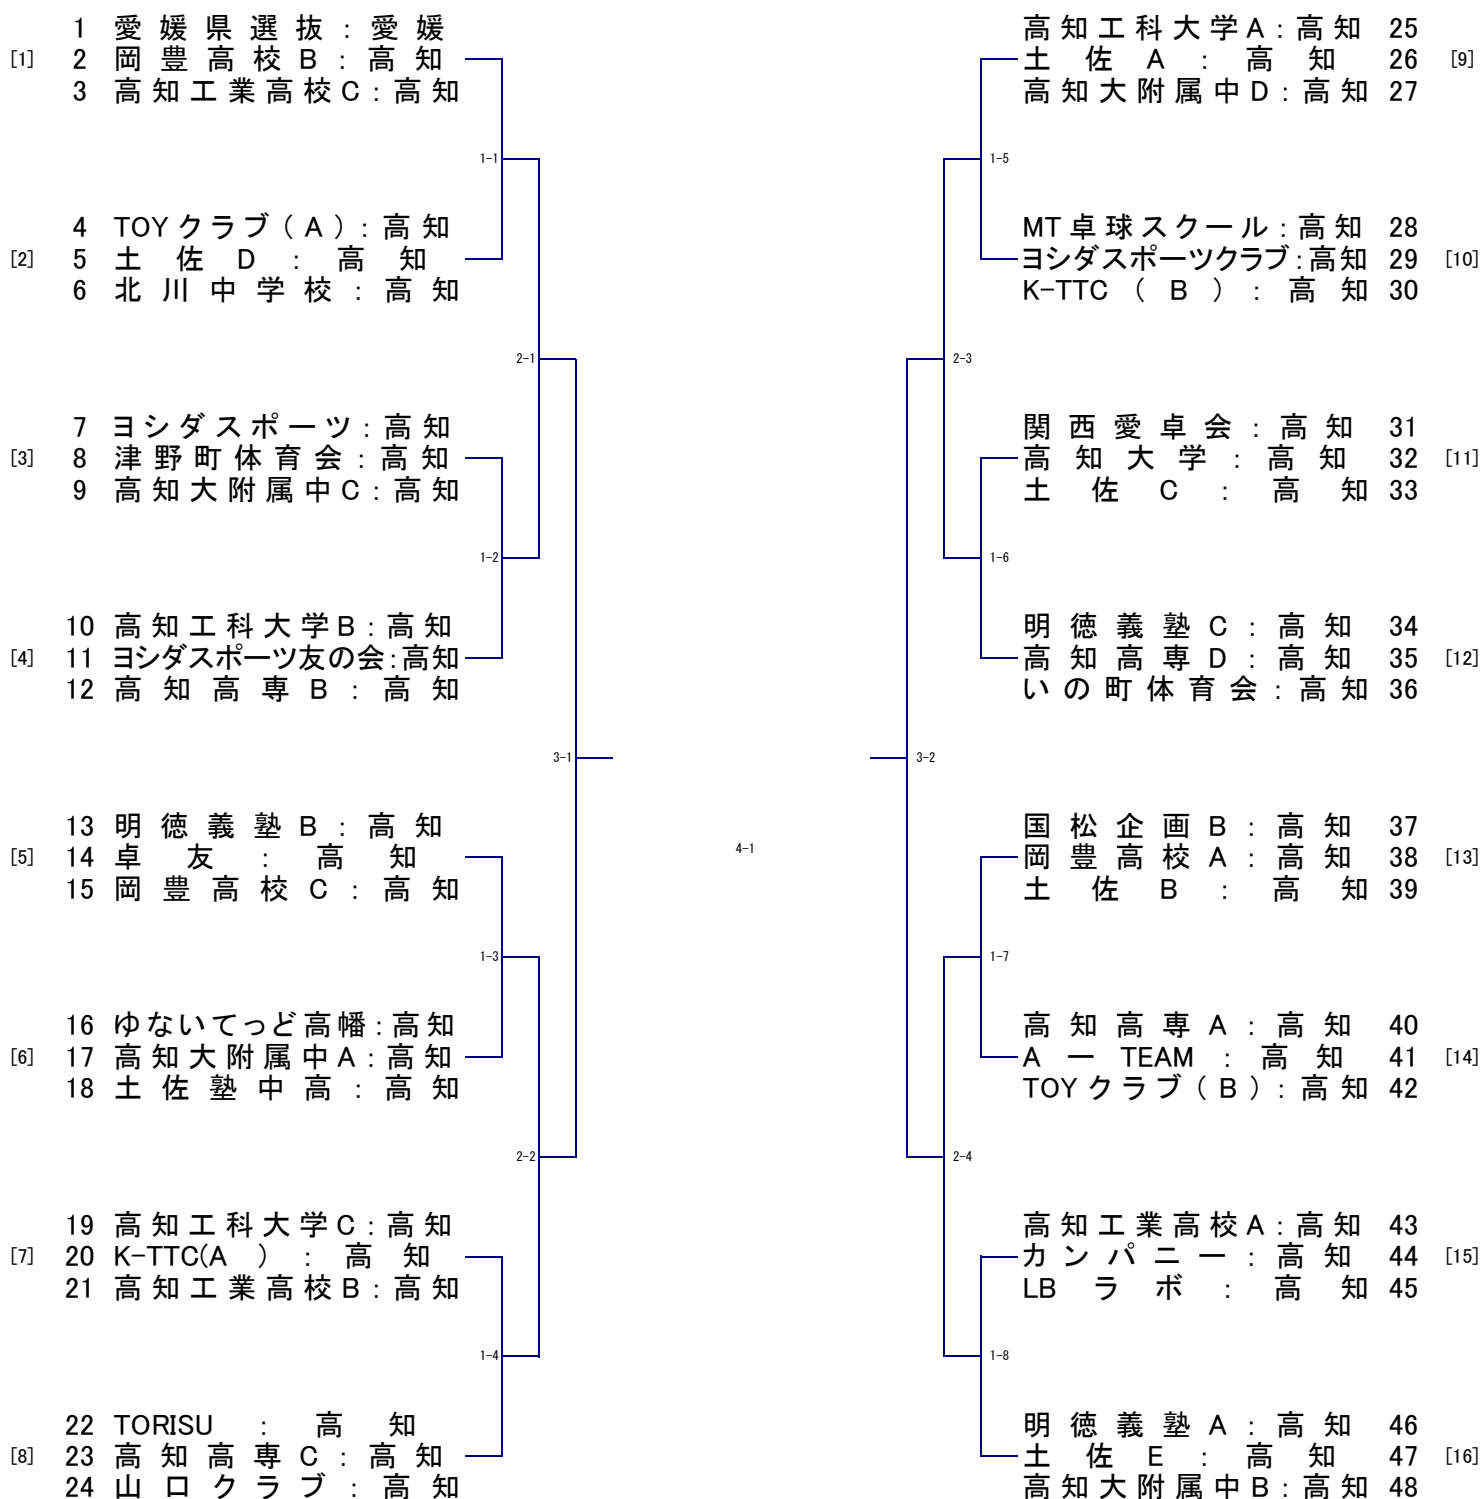 1 愛媛県選抜：愛媛
[1] 2 岡豊高校B：高知
3 高知工業高校C：高知
1-1
4 TOYクラブ(A)：高知
[2] 5 土佐D：高知
6 北川中学校：高知
2-1
7 ヨシダスポーツ：高知
[3] 8 津野町体育会：高知
9 高知大附属中C：高知
1-2
10 高知工科大学B：高知
[4] 11 ヨシダスポーツ友の会：高知
12 高知高専B：高知
3-1
13 明徳義塾B：高知
[5] 14 卓友：高知
15 岡豊高校C：高知
1-3
16 ゆないてっど高幡：高知
[6] 17 高知大附属中A：高知
18 土佐塾中高：高知
2-2
19 高知工科大学C：高知
[7] 20 K-TTC(A)：高知
21 高知工業高校B：高知
1-4
22 TORISU：高知
[8] 23 高知高専C：高知
24 山口クラブ：高知
4-1
高知工科大学A：高知 25
土佐A：高知 26 [9]
高知大附属中D：高知 27
1-5
MT卓球スクール：高知 28
ヨシダスポーツクラブ：高知 29 [10]
K-TTC(B)：高知 30
2-3
関西愛卓会：高知 31
高知大学：高知 32 [11]
土佐C：高知 33
1-6
明徳義塾C：高知 34
高知高専D：高知 35 [12]
いの町体育会：高知 36
3-2
国松企画B：高知 37
岡豊高校A：高知 38 [13]
土佐B：高知 39
1-7
高知高専A：高知 40
A一TEAM：高知 41 [14]
TOYクラブ(B)：高知 42
2-4
高知工業高校A：高知 43
カンパニー：高知 44 [15]
LBラボ：高知 45
1-8
明徳義塾A：高知 46
土佐E：高知 47 [16]
高知大附属中B：高知 48